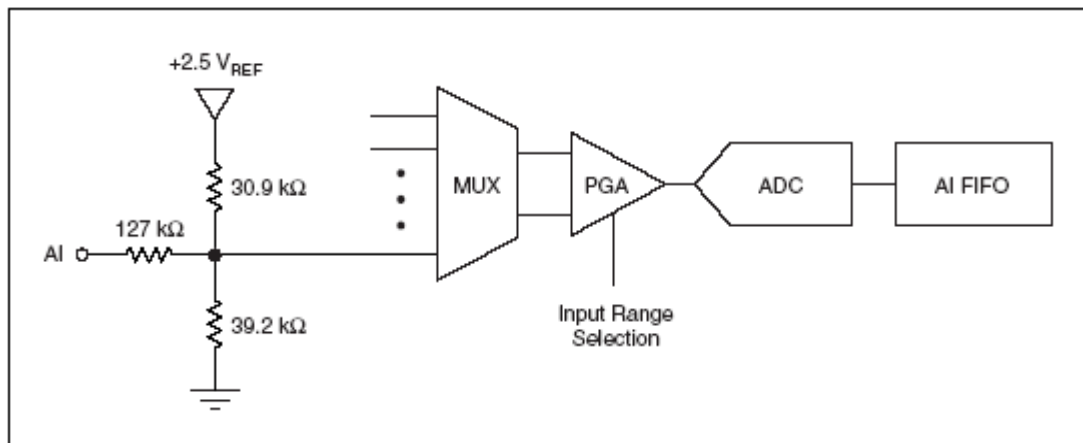 +2.5 V_REF
30.9 kΩ
127 kΩ
AI
39.2 kΩ
MUX
PGA
ADC
AI FIFO
Input Range
Selection